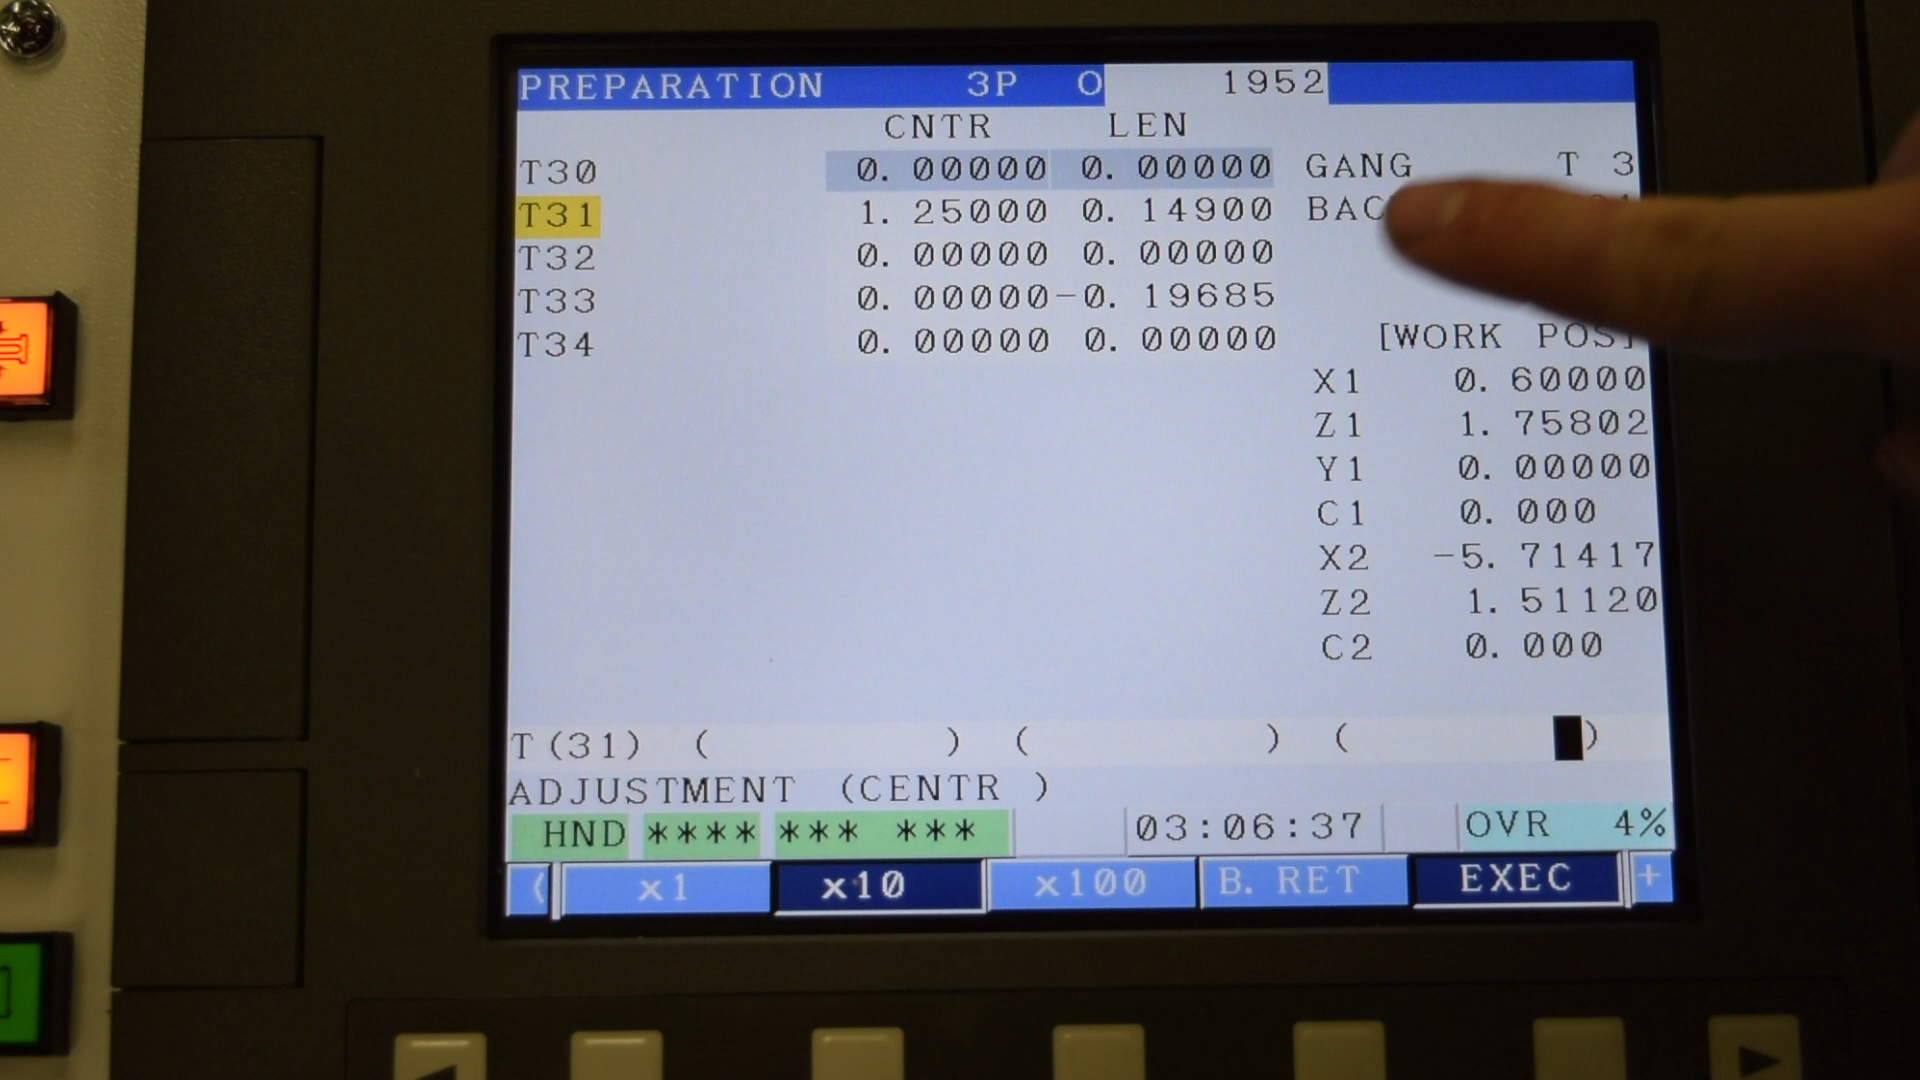 PREPARATION 3P O 1952
CNTR LEN
T30 0.00000 0.00000 GANG T 3
T31 1.25000 0.14900
T32 0.00000 0.00000
T33 0.00000 -0.19685
T34 0.00000 0.00000 [WORK POS]
X1 0.60000
Z1 1.75802
Y1 0.00000
C1 0.000
X2 -5.71417
Z2 1.51120
C2 0.000
T(31) ( ) ( ) ( )
ADJUSTMENT (CENTR )
HND **** *** *** 03:06:37 OVR 4%
( x1 x10 x100 B. RET EXEC +